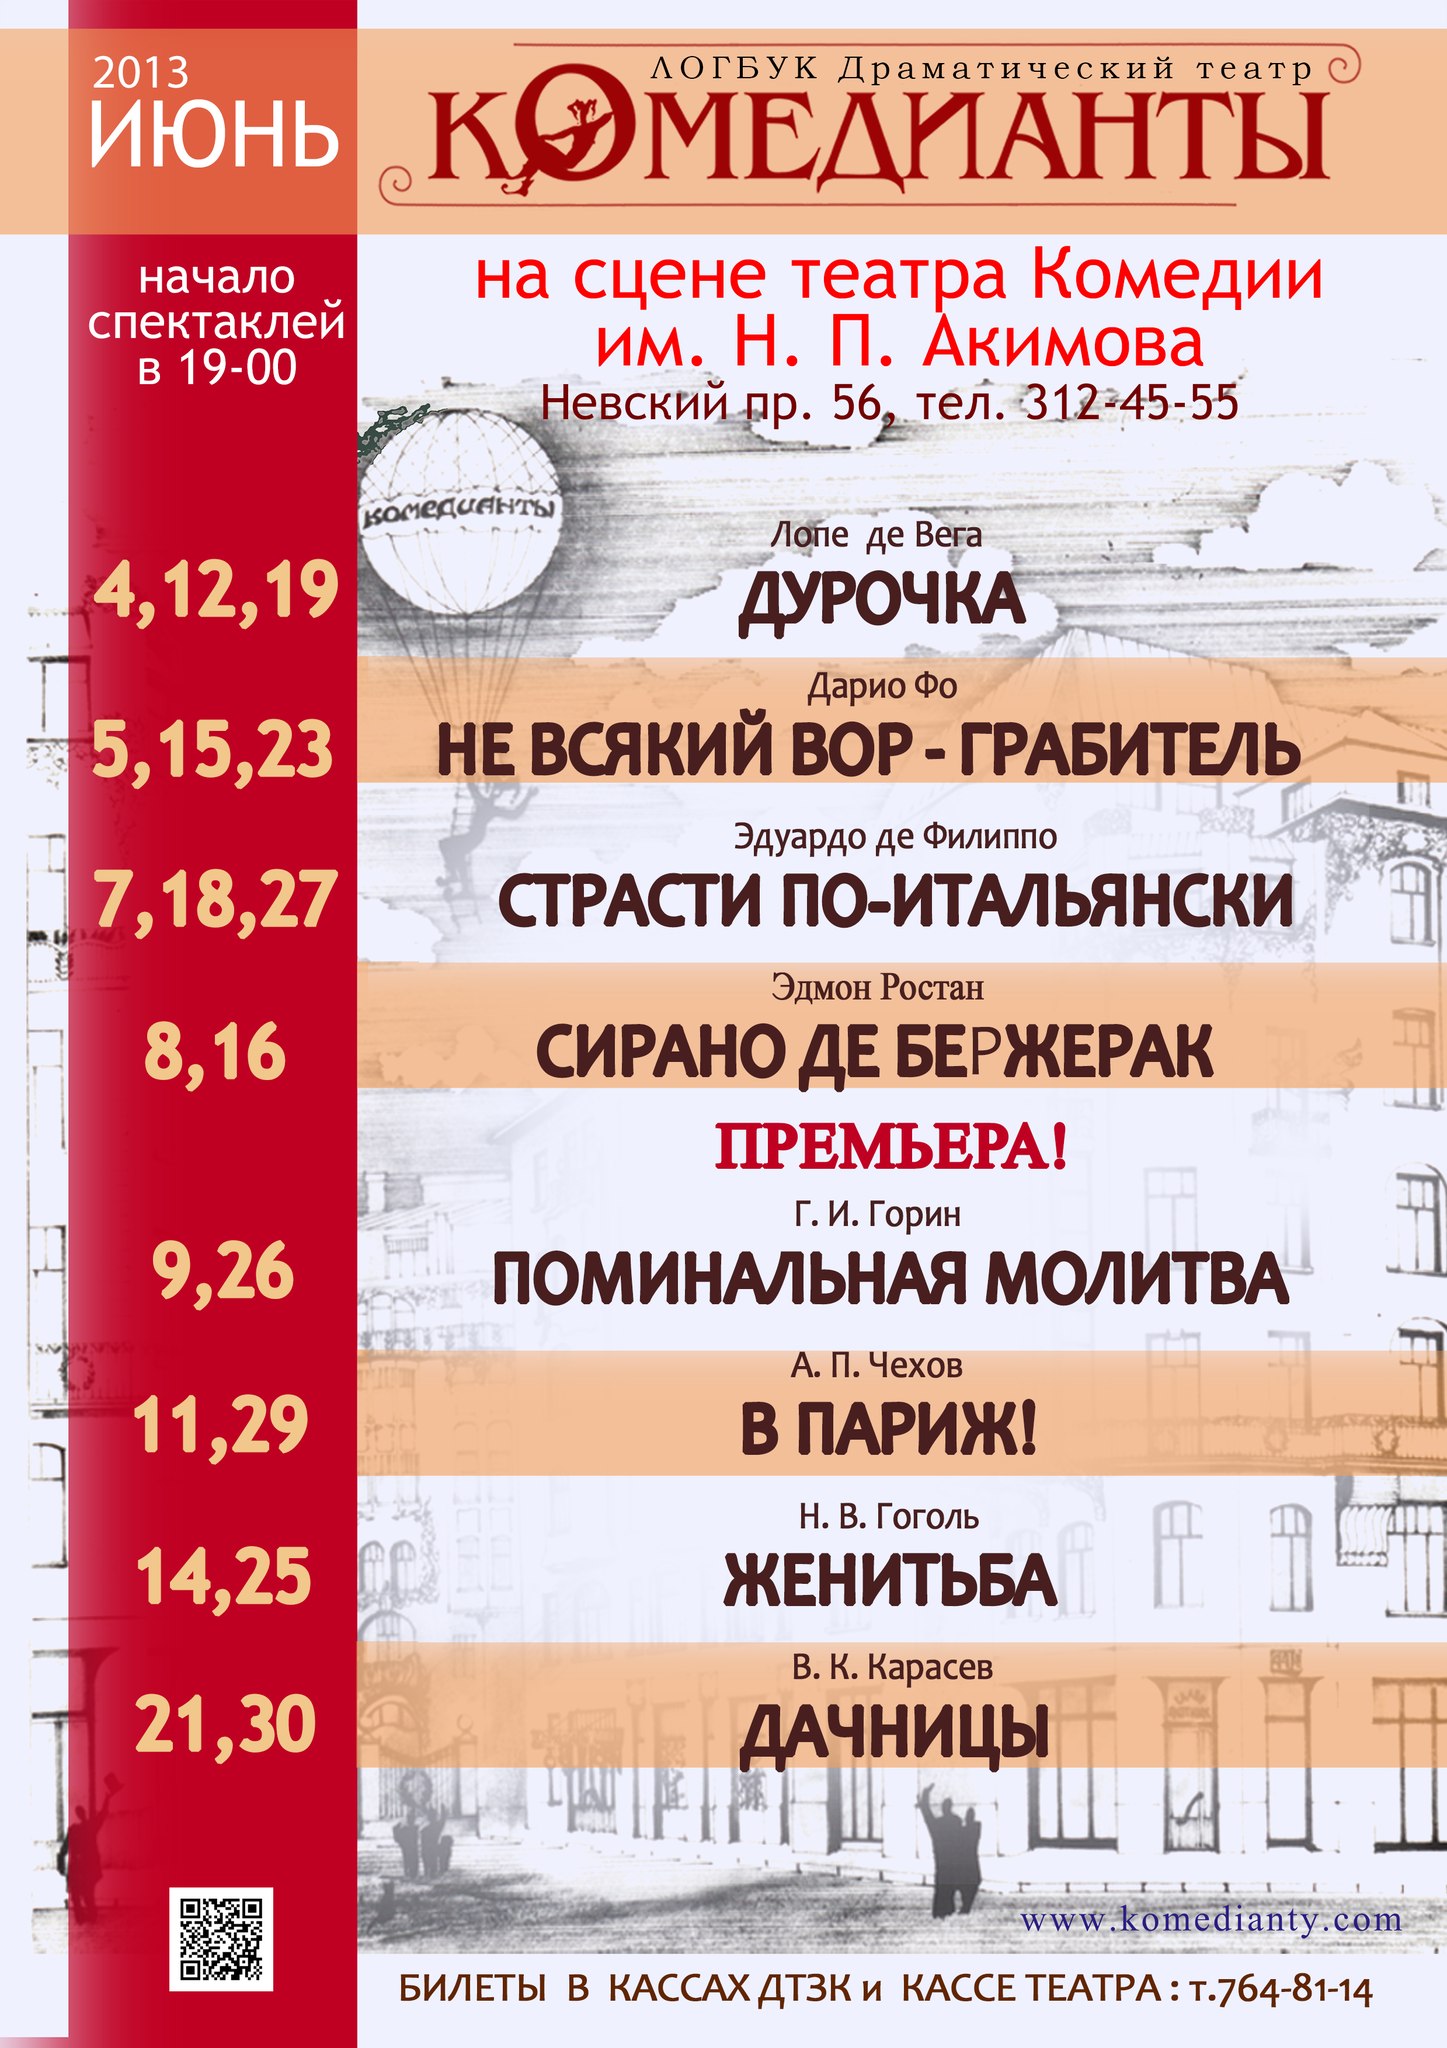 2013
ИЮНЬ
ЛОГБУК Драматический театр
КОМЕДИАНТЫ
начало
спектаклей
в 19-00
на сцене театра Комедии
им. Н. П. Акимова
Невский пр. 56, тел. 312-45-55
КОМЕДИАНТЫ
4,12,19
Лопе де Вега
ДУРОЧКА
5,15,23
Дарио Фо
НЕ ВСЯКИЙ ВОР - ГРАБИТЕЛЬ
7,18,27
Эдуардо де Филиппо
СТРАСТИ ПО-ИТАЛЬЯНСКИ
8,16
Эдмон Ростан
СИРАНО ДЕ БЕРЖЕРАК
ПРЕМЬЕРА!
9,26
Г. И. Горин
ПОМИНАЛЬНАЯ МОЛИТВА
11,29
А. П. Чехов
В ПАРИЖ!
14,25
Н. В. Гоголь
ЖЕНИТЬБА
21,30
В. К. Карасев
ДАЧНИЦЫ
www.komedianty.com
БИЛЕТЫ В КАССАХ ДТЗК и КАССЕ ТЕАТРА : т.764-81-14